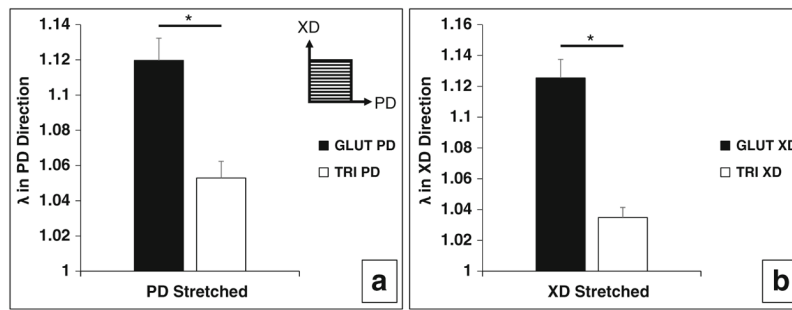 1.14
1.12
1.1
1.08
1.06
1.04
1.02
1
λ in PD Direction
*
XD
PD
GLUT PD
TRI PD
PD Stretched
a
1.16
1.14
1.12
1.1
1.08
1.06
1.04
1.02
1
λ in XD Direction
*
GLUT XD
TRI XD
XD Stretched
b